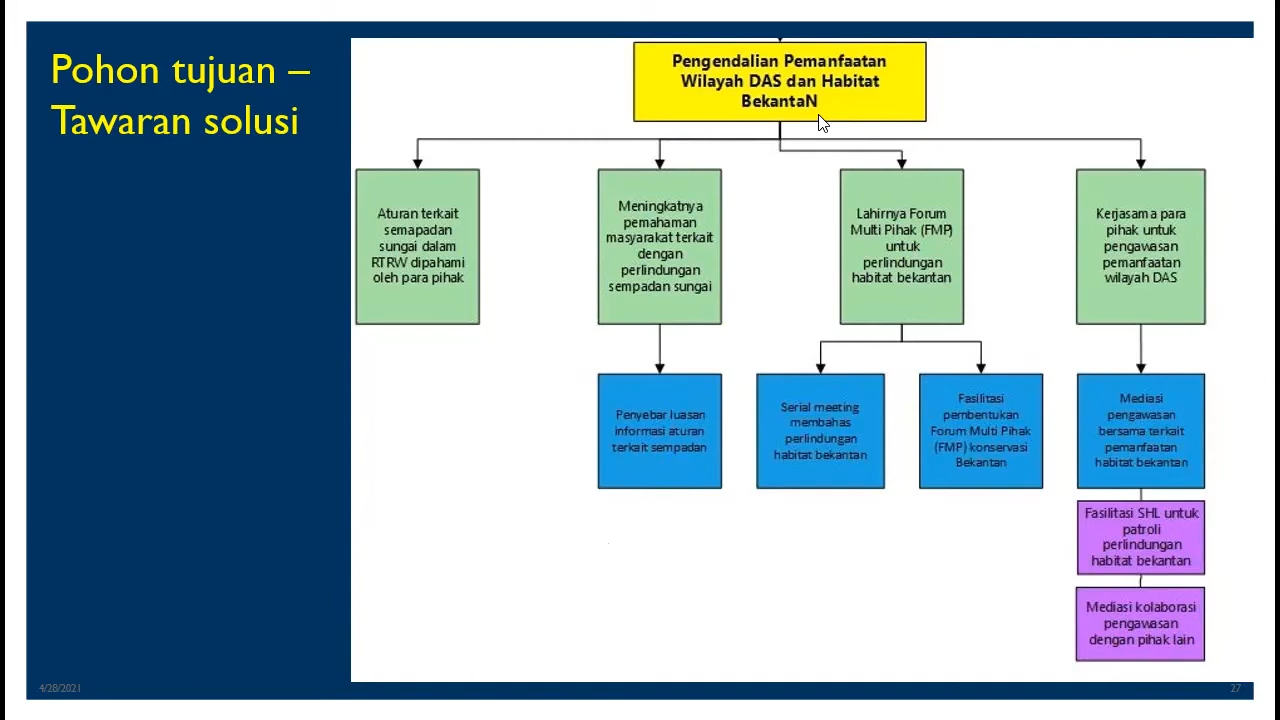 Pohon tujuan –
Tawaran solusi
Pengendalian Pemanfaatan
Wilayah DAS dan Habitat
BekantaN
Aturan terkait
semapadan
sungai dalam
RTRW dipahami
oleh para pihak
Meningkatnya
pemahaman
masyarakat terkait
dengan
perlindungan
sempadan sungai
Lahirnya Forum
Multi Pihak (FMP)
untuk
perlindungan
habitat bekantan
Kerjasama para
pihak untuk
pengawasan
pemanfaatan
wilayah DAS
Penyebar luasan
informasi aturan
terkait sempadan
Serial meeting
membahas
perlindungan
habitat bekantan
Fasilitasi
pembentukan
Forum Multi Pihak
(FMP) konservasi
Bekantan
Mediasi
pengawasan
bersama terkait
pemanfaatan
habitat bekantan
Fasilitasi SHL untuk
patroli
perlindungan
habitat bekantan
Mediasi kolaborasi
pengawasan
dengan pihak lain
4/28/2021
27